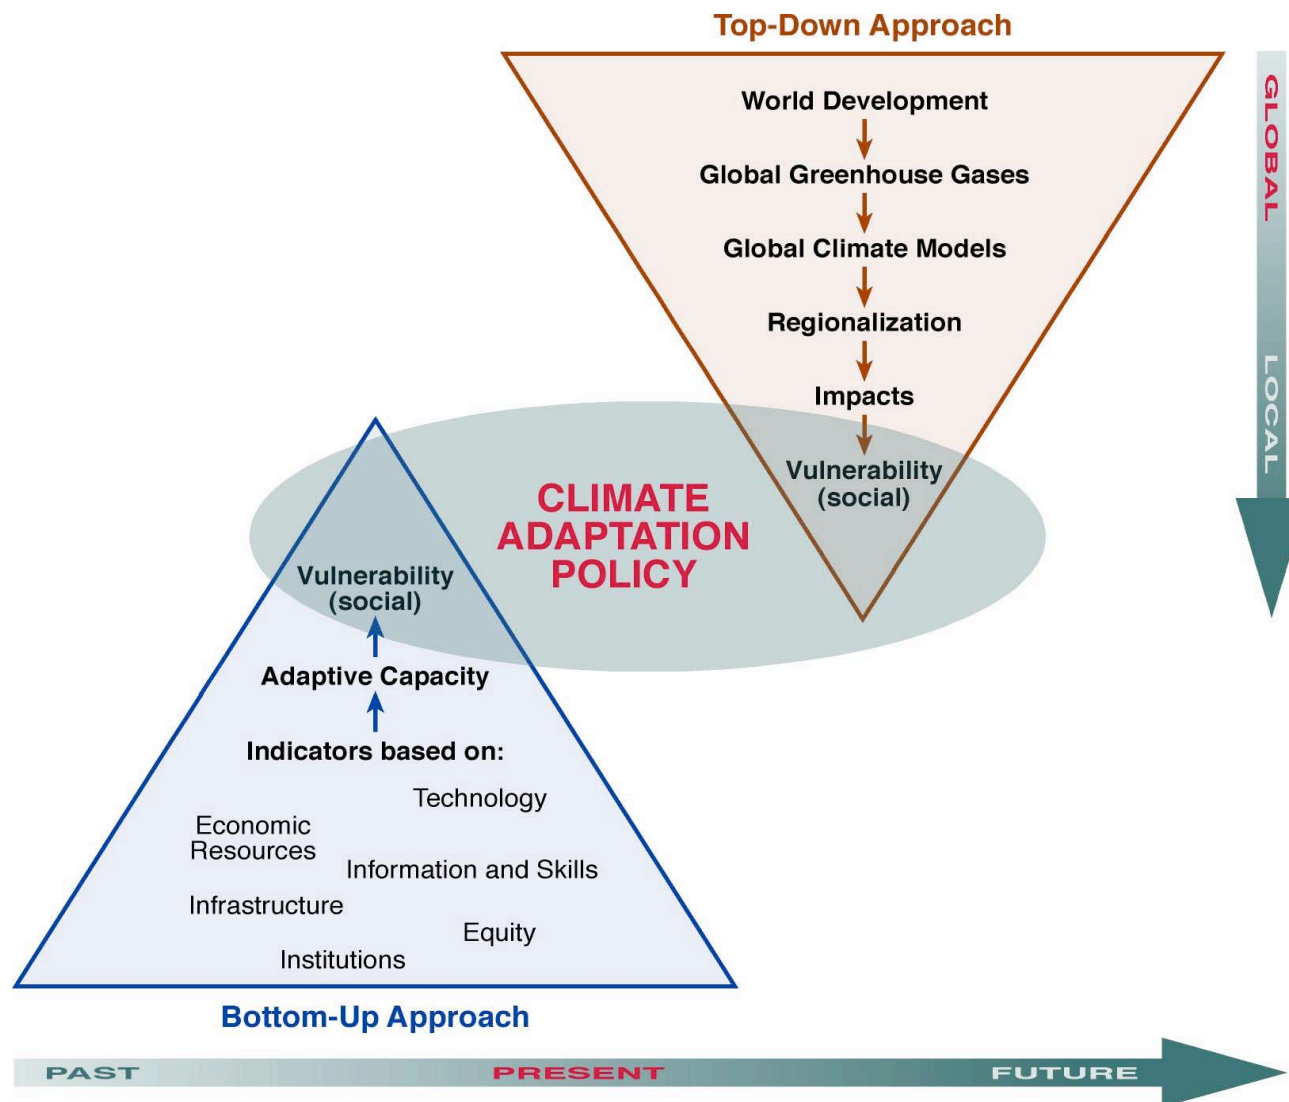 Top-Down Approach
World Development
Global Greenhouse Gases
Global Climate Models
Regionalization
Impacts
Vulnerability
(social)
GLOBAL
LOCAL
CLIMATE
ADAPTATION
POLICY
Vulnerability
(social)
Adaptive Capacity
Indicators based on:
Technology
Economic
Resources
Information and Skills
Infrastructure
Equity
Institutions
Bottom-Up Approach
PAST PRESENT FUTURE